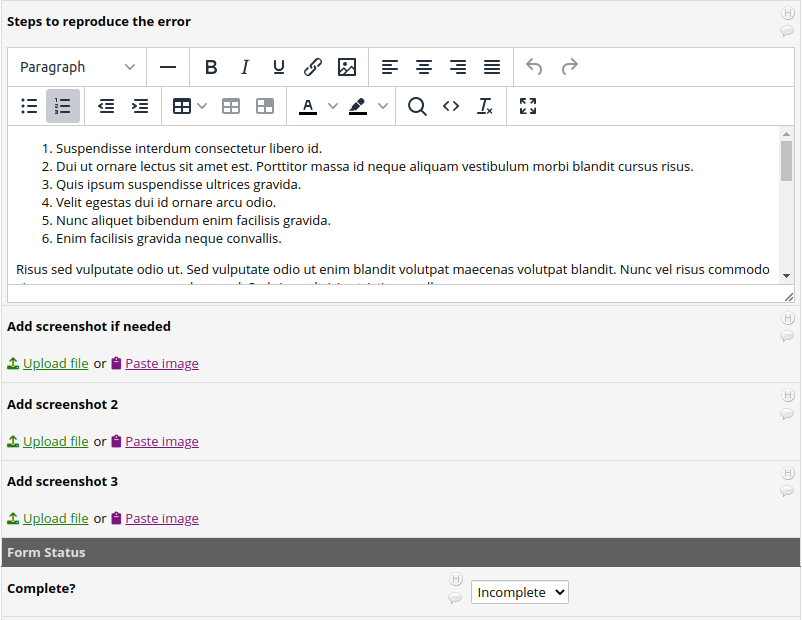 Steps to reproduce the error
H
Paragraph
B I U
A
1. Suspendisse interdum consectetur libero id.
2. Dui ut ornare lectus sit amet est. Porttitor massa id neque aliquam vestibulum morbi blandit cursus risus.
3. Quis ipsum suspendisse ultrices gravida.
4. Velit egestas dui id ornare arcu odio.
5. Nunc aliquet bibendum enim facilisis gravida.
6. Enim facilisis gravida neque convallis.
Risus sed vulputate odio ut. Sed vulputate odio ut enim blandit volutpat maecenas volutpat blandit. Nunc vel risus commodo
Add screenshot if needed
H
Upload file or Paste image
Add screenshot 2
H
Upload file or Paste image
Add screenshot 3
H
Upload file or Paste image
Form Status
Complete?
H
Incomplete